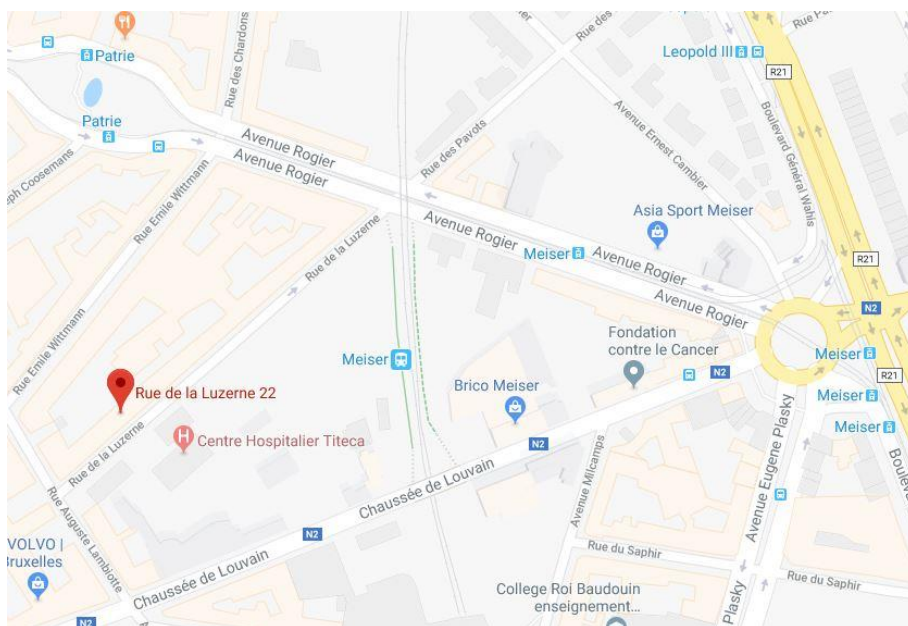 Patrie
Rue des Chardons
Rue des
Leopold III
R21
Patrie
Avenue Rogier
Avenue Rogier
Rue des Pavots
Avenue Ernest Cambier
Boulevard Général Wahis
ph Coosemans
Rue Emile Wittmann
Rue de la Luzerne
Avenue Rogier
Asia Sport Meiser
Meiser
Avenue Rogier
Avenue Rogier
R21
N2
Rue Emile Wittmann
Meiser
Fondation
contre le Cancer
Meiser
Rue de la Luzerne 22
Brico Meiser
N2
R21
Meiser
Meiser
Rue de la Luzerne
Centre Hospitalier Titeca
N2
Chaussée de Louvain
Avenue Milcamps
Avenue Eugene Plasky
Boulev
Rue Auguste Lambiotte
N2
VOLVO |
Bruxelles
Chaussée de Louvain
Rue du Saphir
Rue du Saphir
College Roi Baudouin
enseignement...
Plasky
N2